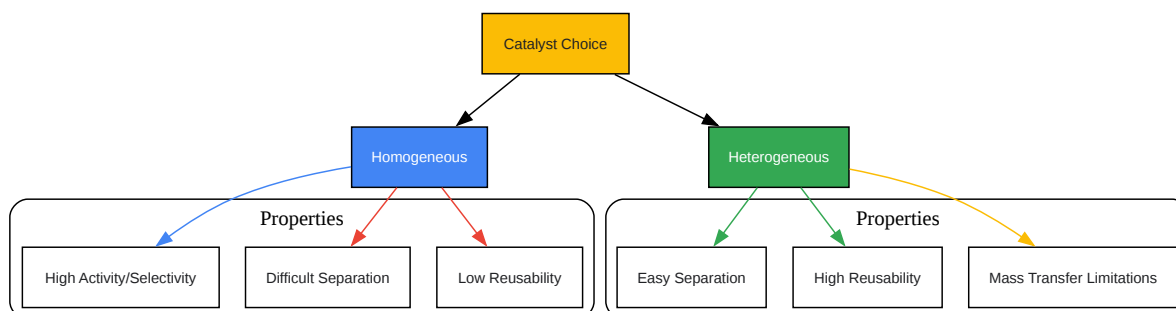 Catalyst Choice
Homogeneous
Heterogeneous
Properties
Properties
High Activity/Selectivity
Difficult Separation
Low Reusability
Easy Separation
High Reusability
Mass Transfer Limitations